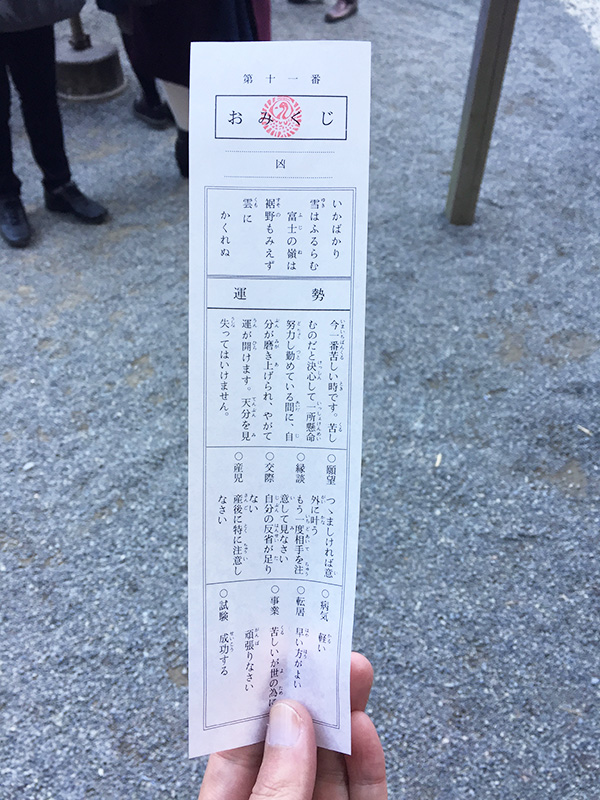 第十一番
おみくじ
凶
いかばかり
雪はふるらむ
富士の嶺は
裾野もみえず
雲に
かくれぬ
運勢
今一番苦しい時です。苦し
むのだと決心して一所懸命
努力し勤めている間に、自
分が磨き上げられ、やがて
運が開けます。天分を見
失ってはいけません。
○願望
つゝましければ意
外に叶う
○縁談
もう一度相手を注
意して見なさい
○交際
自分の反省が足り
ない
○産児
産後に特に注意し
なさい
○病気 軽い
○転居 早い方がよい
○事業 苦しいが世の為に
頑張りなさい
○試験 成功する